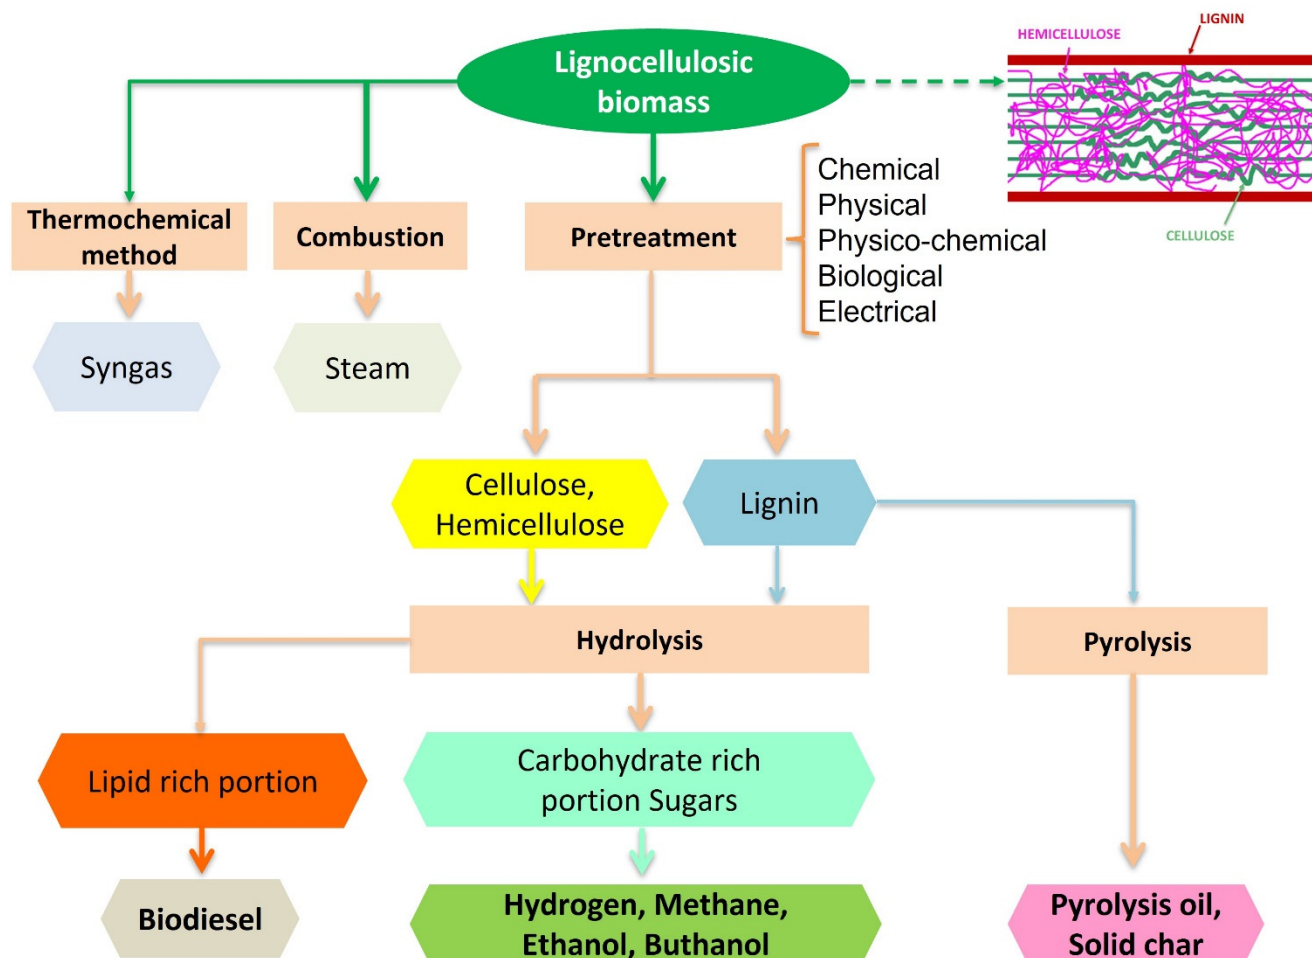 Lignocellulosic
biomass
LIGNIN
HEMICELLULOSE
CELLULOSE
Thermochemical
method
Combustion
Pretreatment
Chemical
Physical
Physico-chemical
Biological
Electrical
Syngas
Steam
Cellulose,
Hemicellulose
Lignin
Hydrolysis
Pyrolysis
Lipid rich portion
Carbohydrate rich
portion Sugars
Biodiesel
Hydrogen, Methane,
Ethanol, Buthanol
Pyrolysis oil,
Solid char